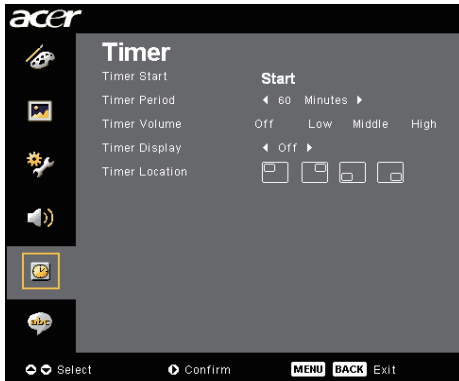 acer
Timer
Timer Start Start
Timer Period 60 Minutes
Timer Volume Off Low Middle High
Timer Display Off
Timer Location
abc
Select Confirm MENU BACK Exit